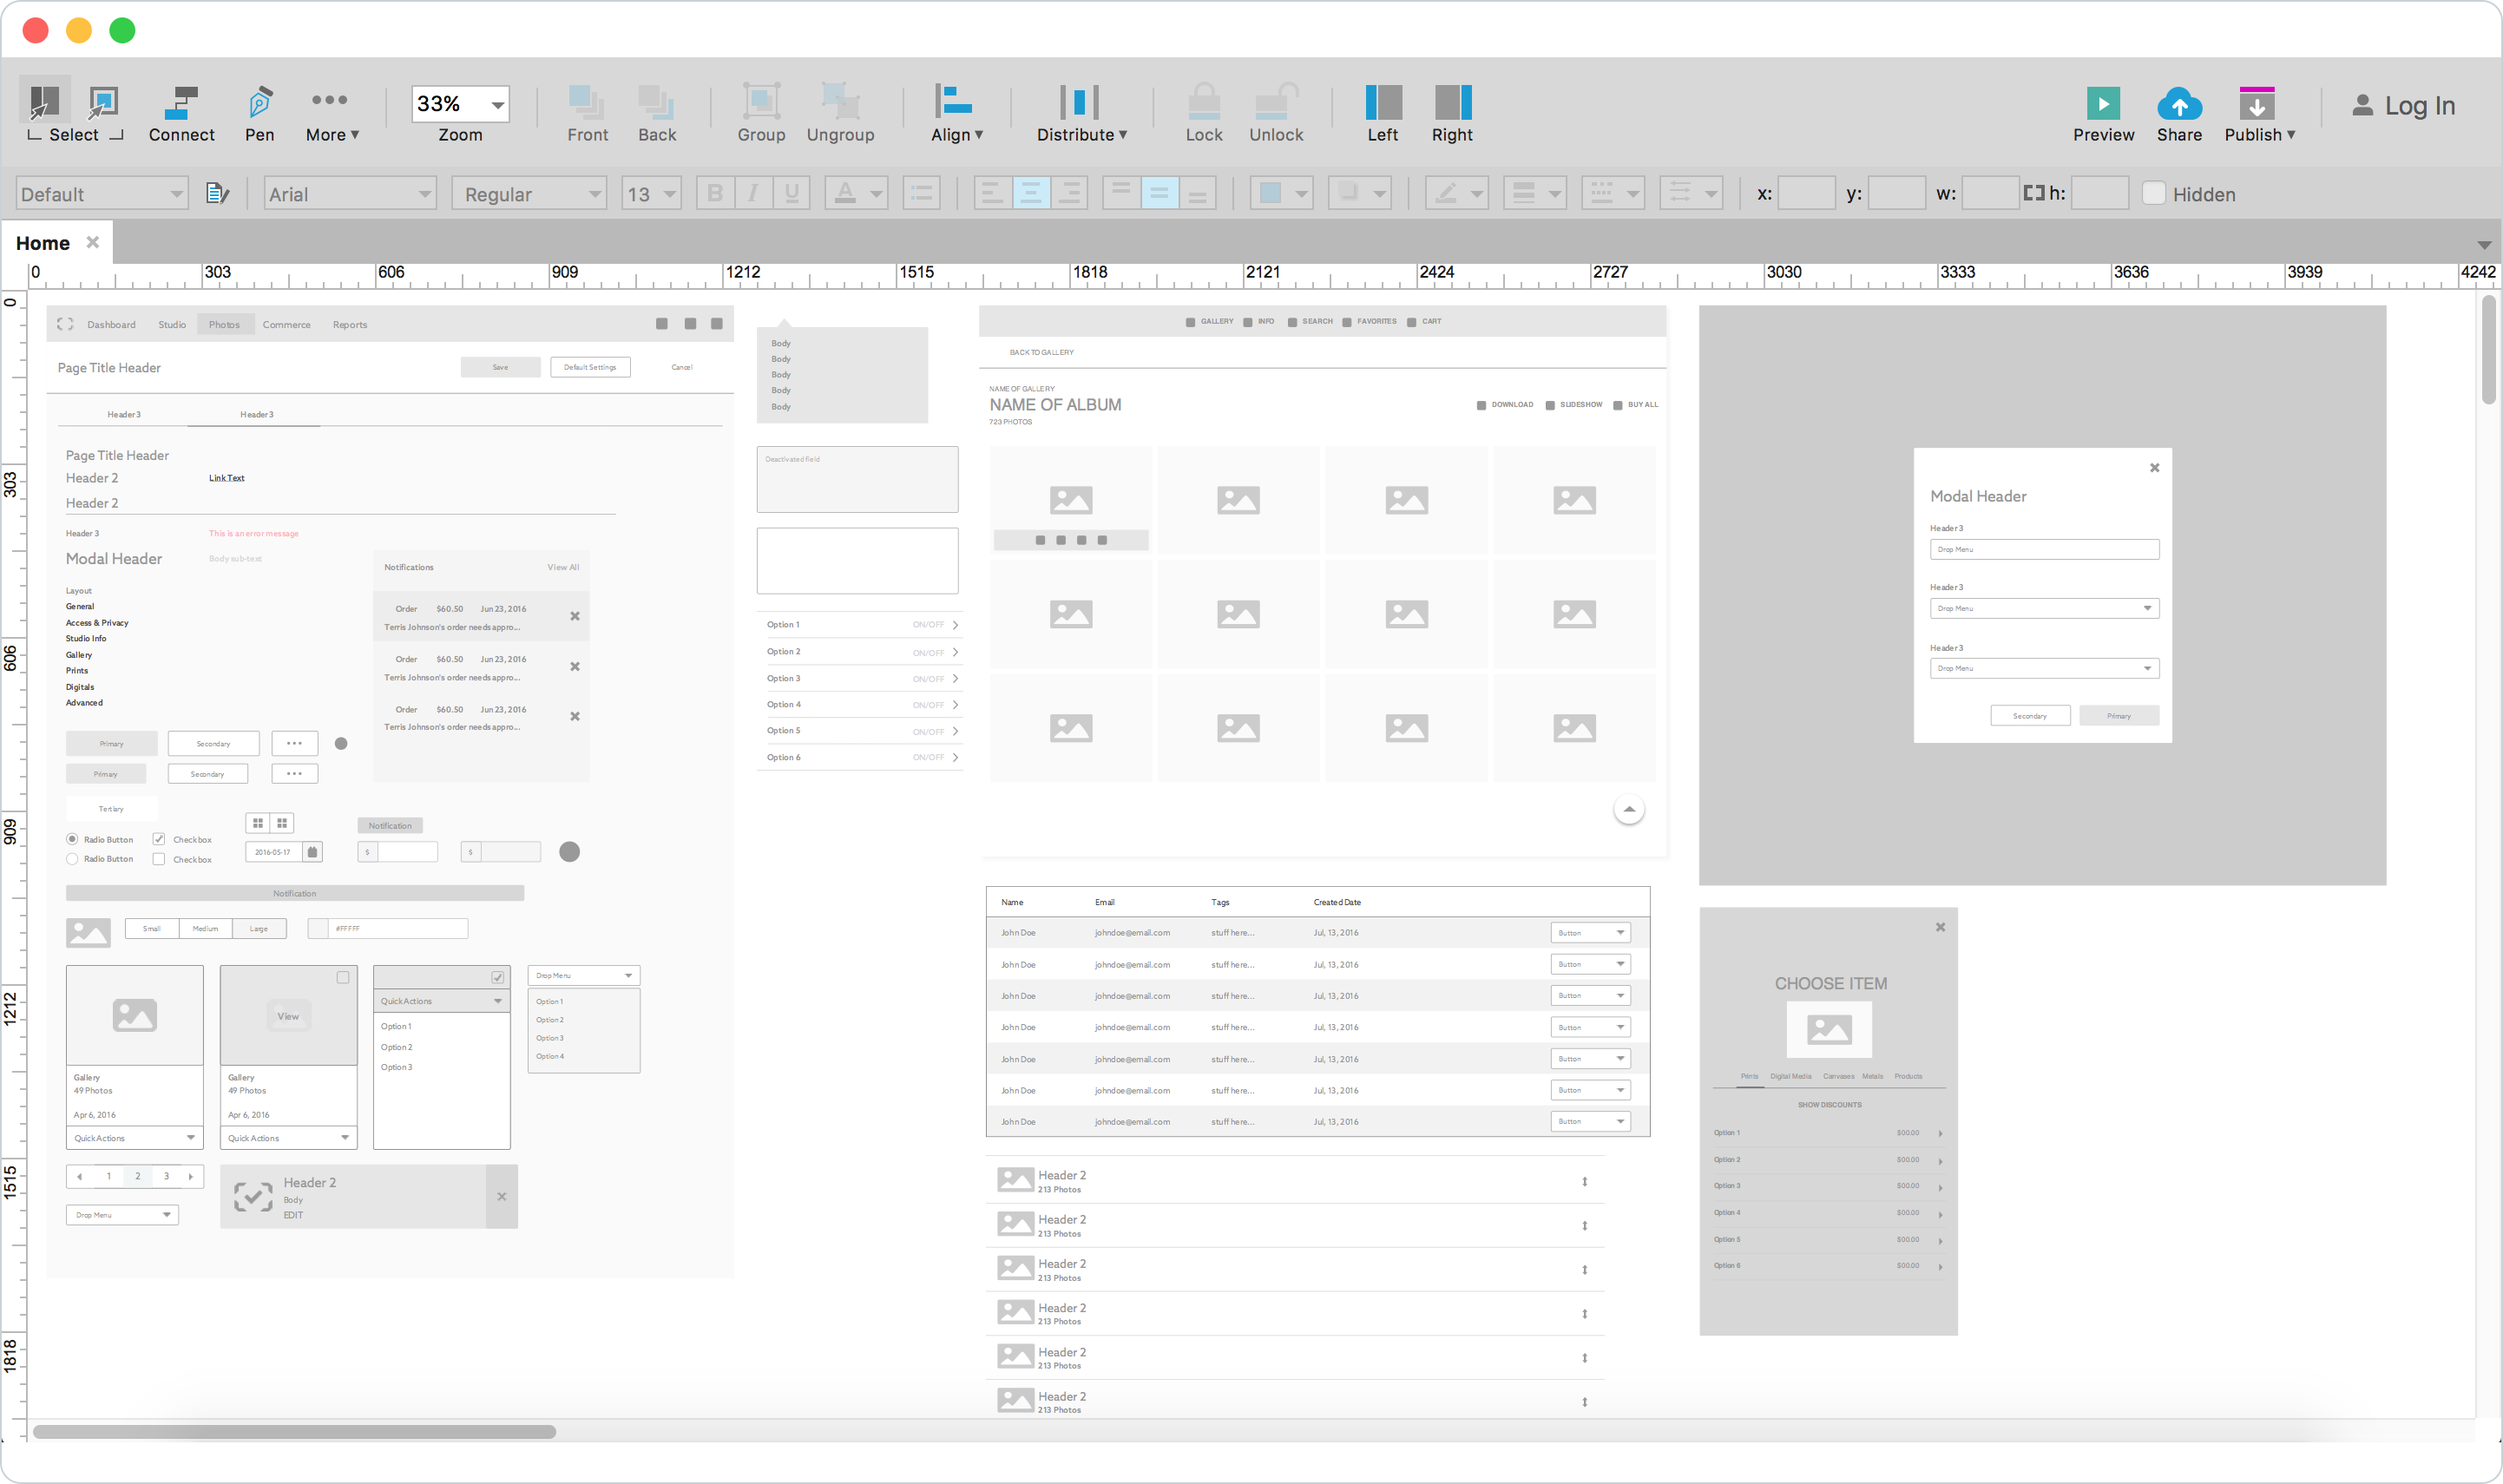 Select
Connect
Pen
More ▾
33%
Zoom
Front
Back
Group
Ungroup
Align ▾
Distribute ▾
Lock
Unlock
Left
Right
Preview
Share
Publish ▾
Log In
Default
Arial
Regular
13
B I U
A
x: y: w: h:
Hidden
Home
0 303 606 909 1212 1515 1818 2121 2424 2727 3030 3333 3636 3939 4242
0
303
606
909
1212
1515
1818
Dashboard Studio Photos Commerce Reports
Page Title Header
Save
Default Settings
Cancel
Header3 Header3
Page Title Header
Header 2
Link Text
Header 2
Header 3
This is an error message
Modal Header
Body sub-text
Layout
General
Access & Privacy
Studio Info
Gallery
Prints
Digitals
Advanced
Notifications View All
Order $60.50 Jun 23, 2016
Terris Johnson's order needs appro...
Order $60.50 Jun 23, 2016
Terris Johnson's order needs appro...
Order $60.50 Jun 23, 2016
Terris Johnson's order needs appro...
Primary Secondary ...
Primary Secondary ...
Tertiary
Radio Button Checkbox
Radio Button Checkbox
2016-05-17
Notification
$ $
Notification
Small Medium Large
#FFFFF
Gallery
49 Photos
Apr 6, 2016
Quick Actions
View
Gallery
49 Photos
Apr 6, 2016
Quick Actions
Quick Actions
Option 1
Option 2
Option 3
Drop Menu
Option 1
Option 2
Option 3
Option 4
1 2 3
Drop Menu
Header 2
Body
EDIT
Body
Body
Body
Body
Body
Deactivated field
Option 1 ON/OFF
Option 2 ON/OFF
Option 3 ON/OFF
Option 4 ON/OFF
Option 5 ON/OFF
Option 6 ON/OFF
GALLERY INFO SEARCH FAVORITES CART
BACK TO GALLERY
NAME OF GALLERY
NAME OF ALBUM
723 PHOTOS
DOWNLOAD SLIDESHOW BUY ALL
Name Email Tags Created Date
John Doe johndoe@email.com stuff here... Jul, 13, 2016 Button
John Doe johndoe@email.com stuff here... Jul, 13, 2016 Button
John Doe johndoe@email.com stuff here... Jul, 13, 2016 Button
John Doe johndoe@email.com stuff here... Jul, 13, 2016 Button
John Doe johndoe@email.com stuff here... Jul, 13, 2016 Button
John Doe johndoe@email.com stuff here... Jul, 13, 2016 Button
John Doe johndoe@email.com stuff here... Jul, 13, 2016 Button
Header 2
213 Photos
Header 2
213 Photos
Header 2
213 Photos
Header 2
213 Photos
Header 2
213 Photos
Header 2
213 Photos
Modal Header
Header3
Drop Menu
Header3
Drop Menu
Header3
Drop Menu
Secondary Primary
CHOOSE ITEM
Prints Digital Media Canvases Metals Products
SHOW DISCOUNTS
Option 1 $00.00
Option 2 $00.00
Option 3 $00.00
Option 4 $00.00
Option 5 $00.00
Option 6 $00.00